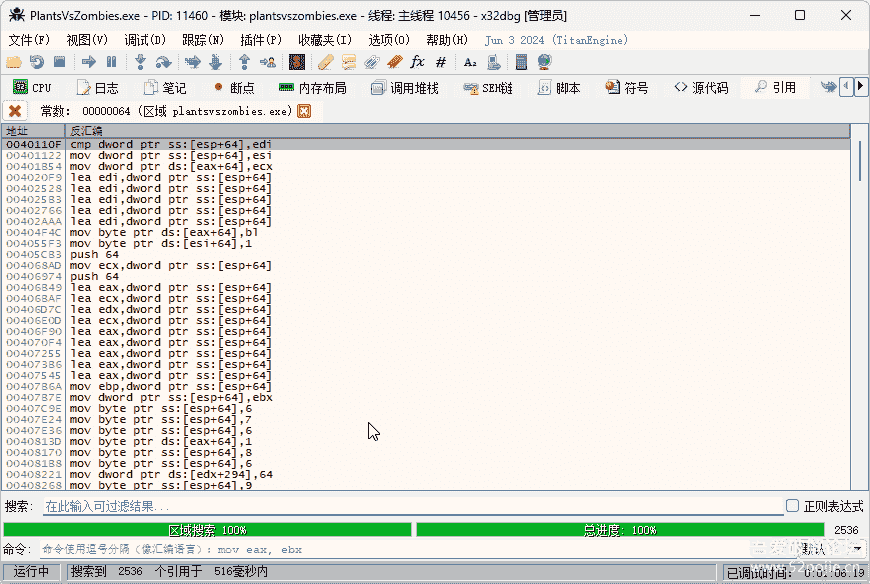 PlantsVsZombies.exe - PID: 11460 - 模块: plantsvszombies.exe - 线程: 主线程 10456 - x32dbg [管理员]
文件(F) 视图(V) 调试(D) 跟踪(N) 插件(P) 收藏夹(I) 选项(O) 帮助(H) Jun 3 2024 (TitanEngine)
CPU 日志 笔记 断点 内存布局 调用堆栈 SEH链 脚本 符号 源代码 引用
常数: 00000064 (区域 plantsvszombies.exe)
地址 反汇编
0040110F cmp dword ptr ss:[esp+64],edi
00401122 mov dword ptr ss:[esp+64],esi
00401854 mov dword ptr ds:[eax+64],ecx
004020F9 lea edi,dword ptr ss:[esp+64]
00402528 lea edi,dword ptr ss:[esp+64]
004025B3 lea edi,dword ptr ss:[esp+64]
00402766 lea edi,dword ptr ss:[esp+64]
00402AAA lea edi,dword ptr ss:[esp+64]
00404F4C mov byte ptr ds:[eax+64],bl
004055F3 mov byte ptr ds:[esi+64],1
00405CB3 push 64
004068AD mov ecx,dword ptr ss:[esp+64]
00406974 push 64
00406B49 lea eax,dword ptr ss:[esp+64]
00406BAF lea ecx,dword ptr ss:[esp+64]
00406D7C lea edx,dword ptr ss:[esp+64]
00406E0D lea ecx,dword ptr ss:[esp+64]
00406F90 lea eax,dword ptr ss:[esp+64]
004070F4 lea eax,dword ptr ss:[esp+64]
00407255 lea eax,dword ptr ss:[esp+64]
004073B6 lea eax,dword ptr ss:[esp+64]
00407545 lea eax,dword ptr ss:[esp+64]
00407B6A mov ebp,dword ptr ss:[esp+64]
00407B7E mov dword ptr ss:[esp+64],ebx
00407C9E mov byte ptr ss:[esp+64],6
00407E24 mov byte ptr ss:[esp+64],7
00407E36 mov byte ptr ss:[esp+64],6
0040813D mov byte ptr ds:[eax+64],1
00408170 mov byte ptr ss:[esp+64],8
004081B8 mov byte ptr ss:[esp+64],6
00408221 mov dword ptr ds:[edx+294],64
00408268 mov byte ptr ss:[esp+64],9
搜索: 在此输入可过滤结果... 正则表达式
区域搜索 100% 总进度: 100% 2536
命令: 命令使用逗号分隔（像汇编语言）: mov eax, ebx 默认
运行中 搜索到 2536 个引用于 516毫秒内 已调试时间: 0:01:06:19
www.52pojie.cn